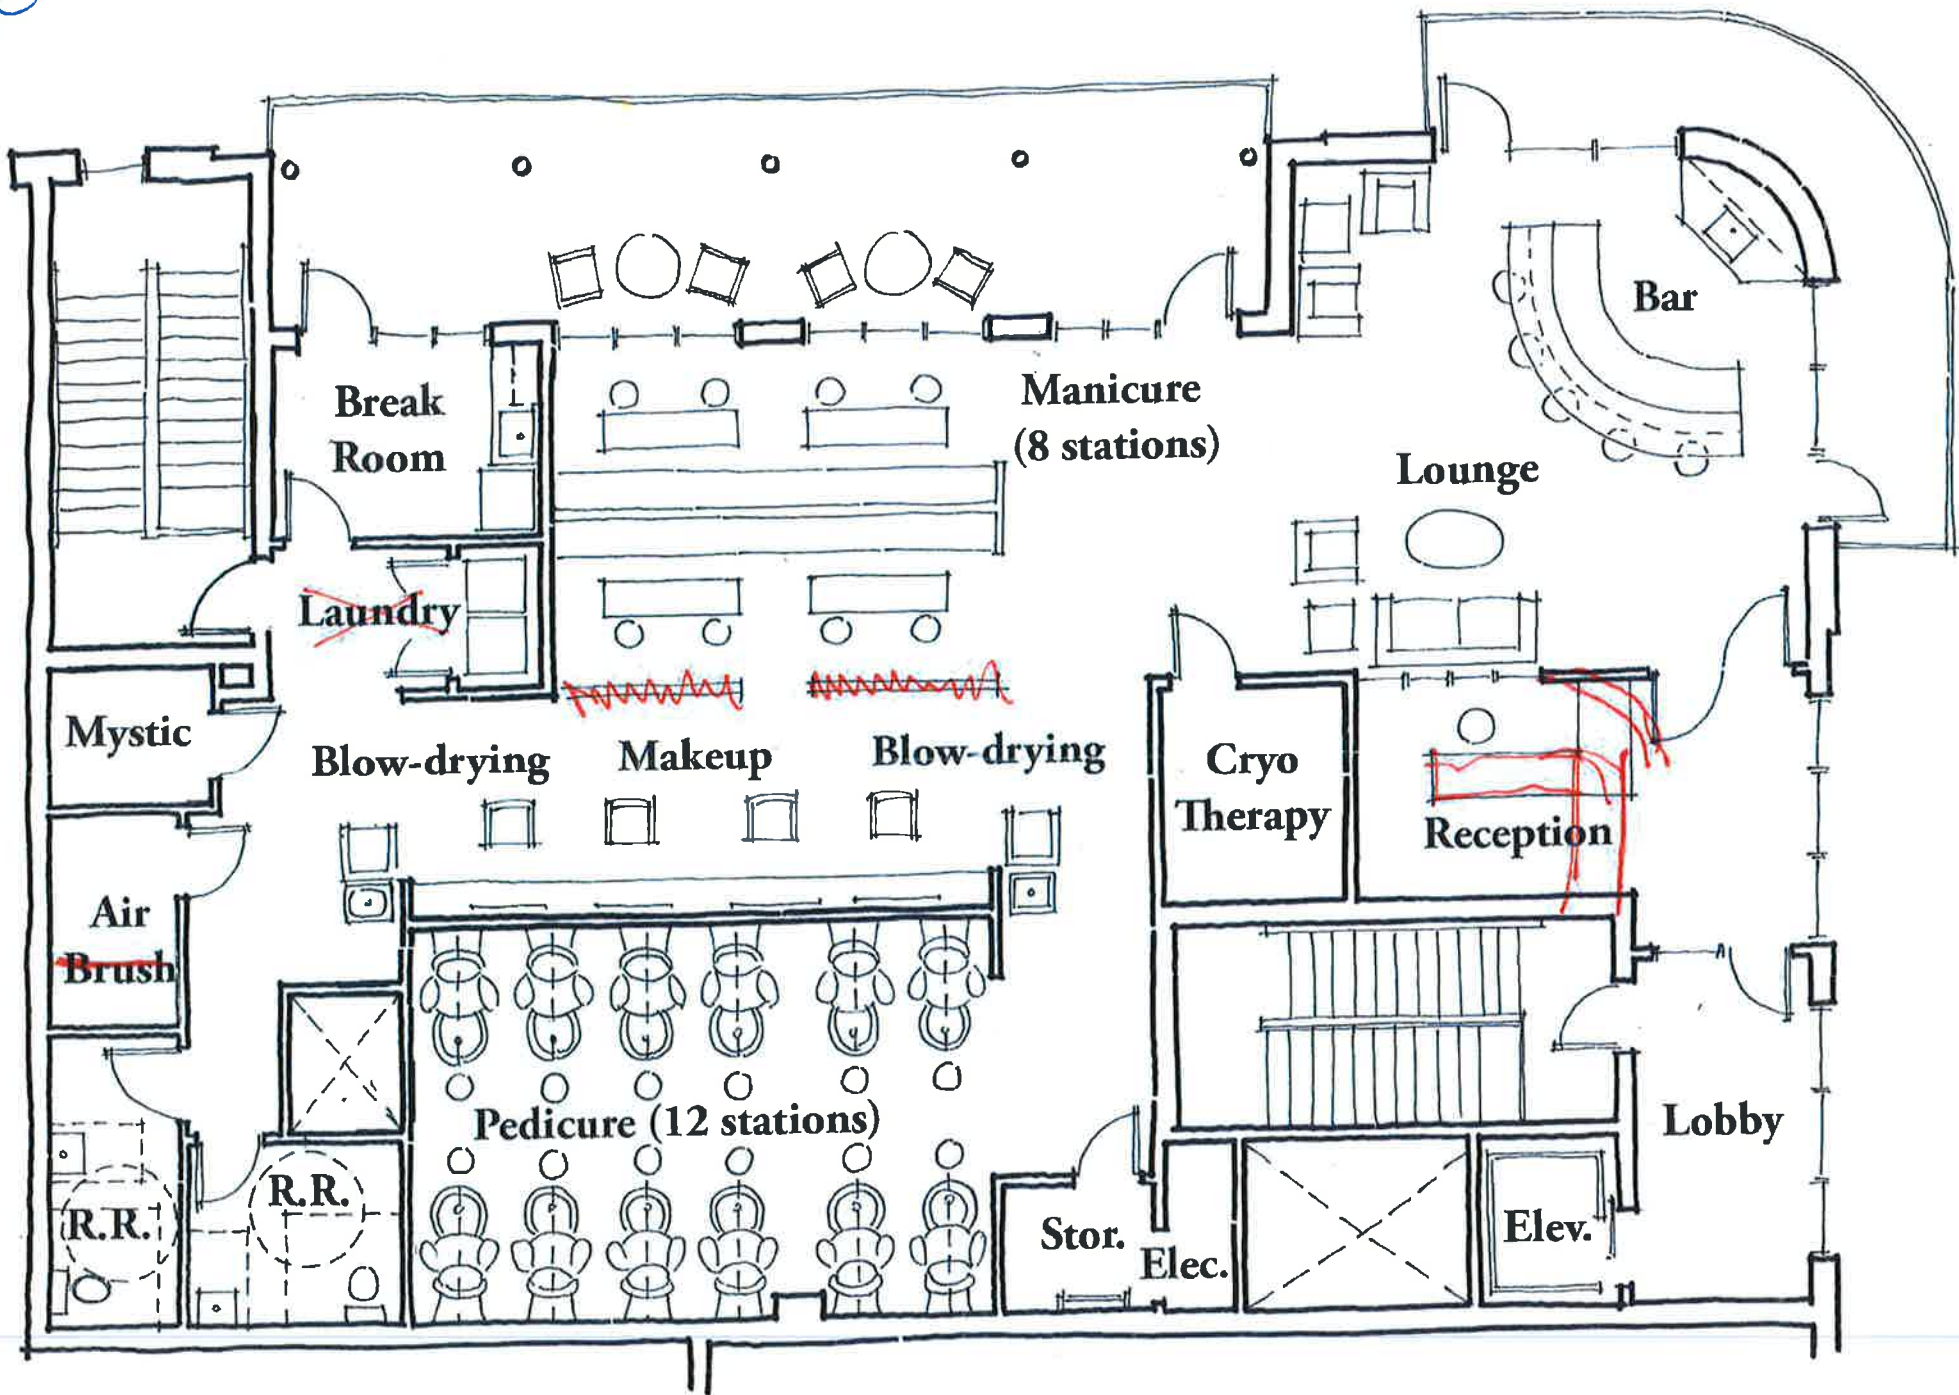 Break
Room
Manicure
(8 stations)
Bar
Lounge
Laundry
Mystic
Blow-drying
Makeup
Blow-drying
Cryo
Therapy
Reception
Air
Brush
Pedicure (12 stations)
R.R.
R.R.
Stor.
Elec.
Elev.
Lobby